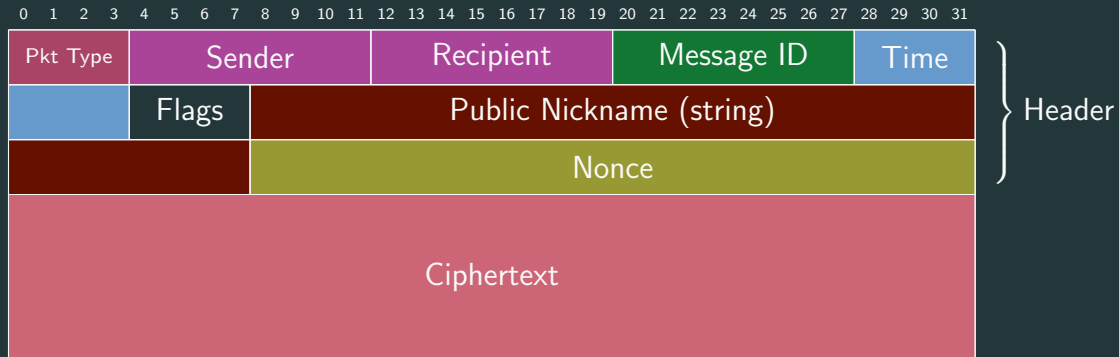 0 1 2 3 4 5 6 7 8 9 10 11 12 13 14 15 16 17 18 19 20 21 22 23 24 25 26 27 28 29 30 31
Pkt Type Sender Recipient Message ID Time
Flags Public Nickname (string) Header
Nonce
Ciphertext